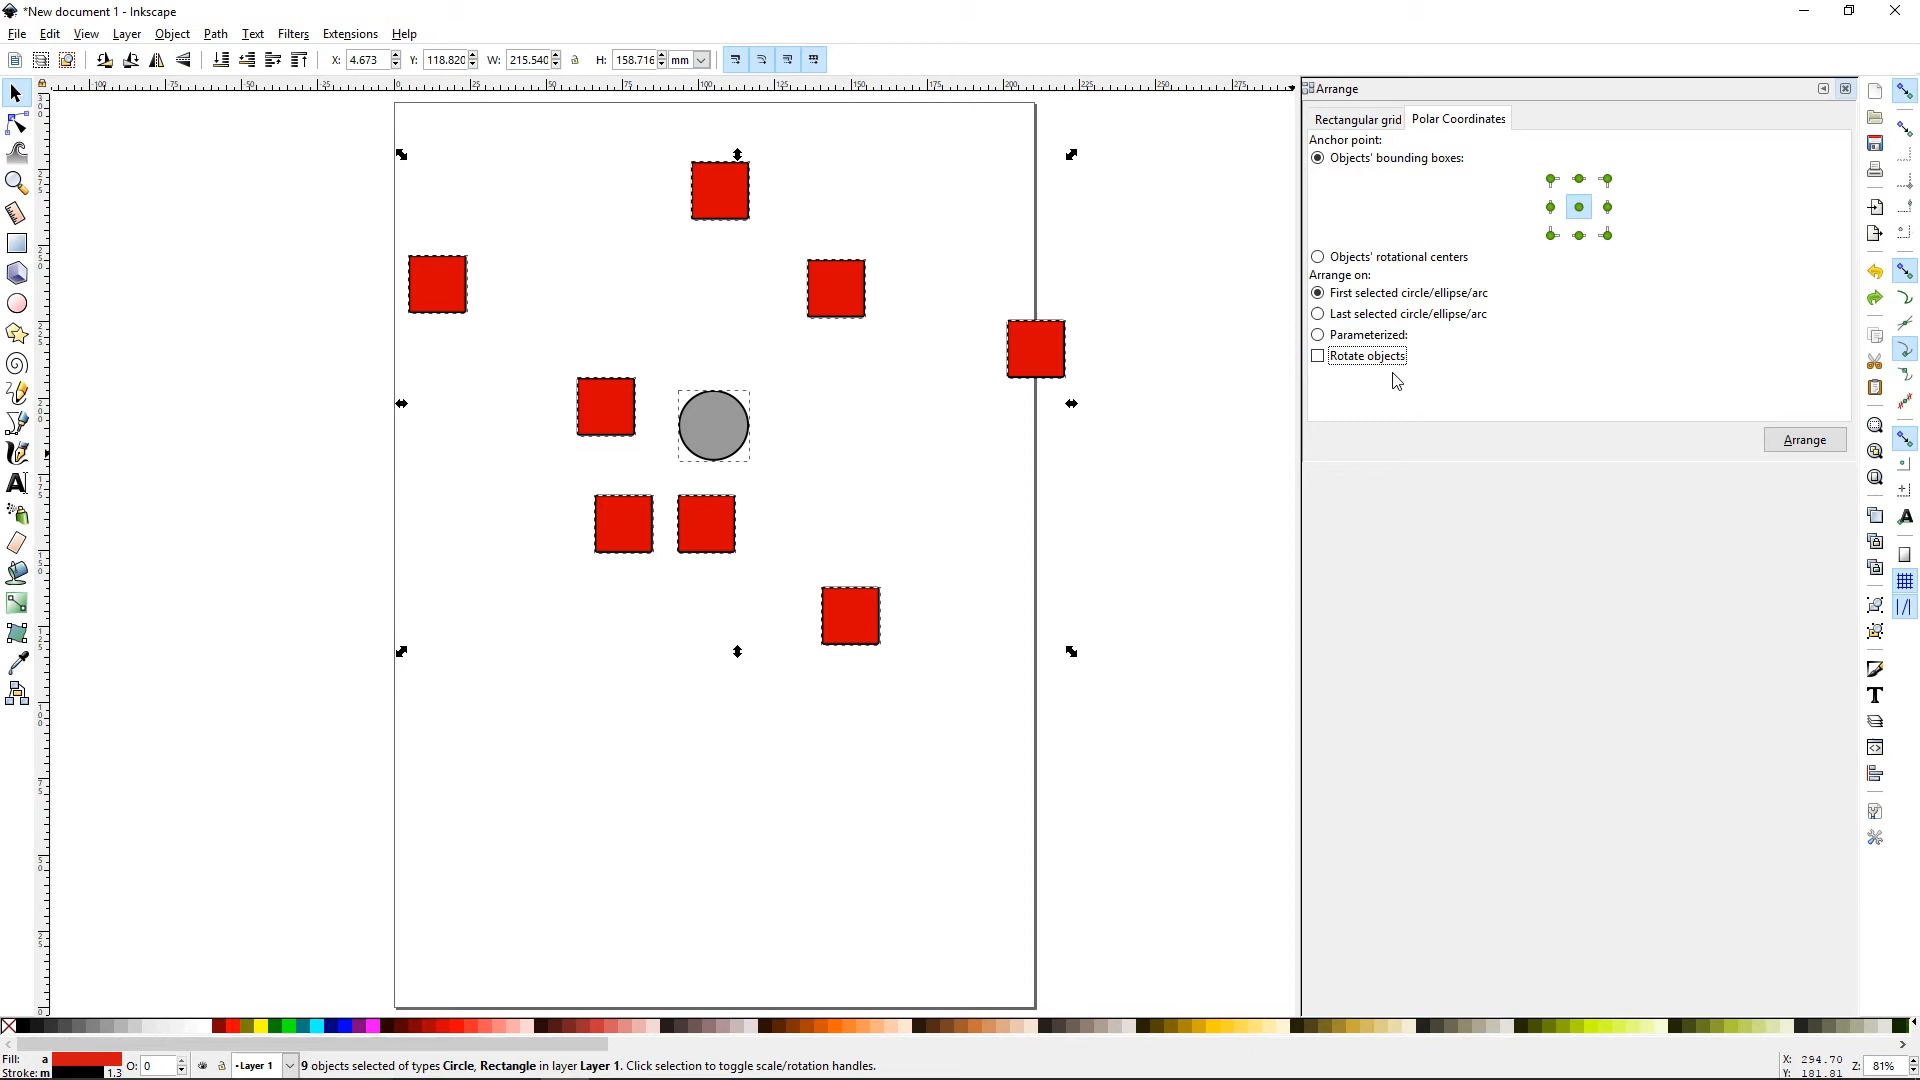 *New document 1 - Inkscape
File Edit View Layer Object Path Text Filters Extensions Help
X: 4.673 Y: 118.820 W: 215.540 H: 158.716 mm
Arrange
Rectangular grid Polar Coordinates
Anchor point:
Objects' bounding boxes:
Objects' rotational centers
Arrange on:
First selected circle/ellipse/arc
Last selected circle/ellipse/arc
Parameterized:
Rotate objects
Arrange
Fill: a O: 0 •Layer 1 9 objects selected of types Circle, Rectangle in layer Layer 1. Click selection to toggle scale/rotation handles. X: 294.70 Z: 81%
Stroke: m 1.3 Y: 181.81